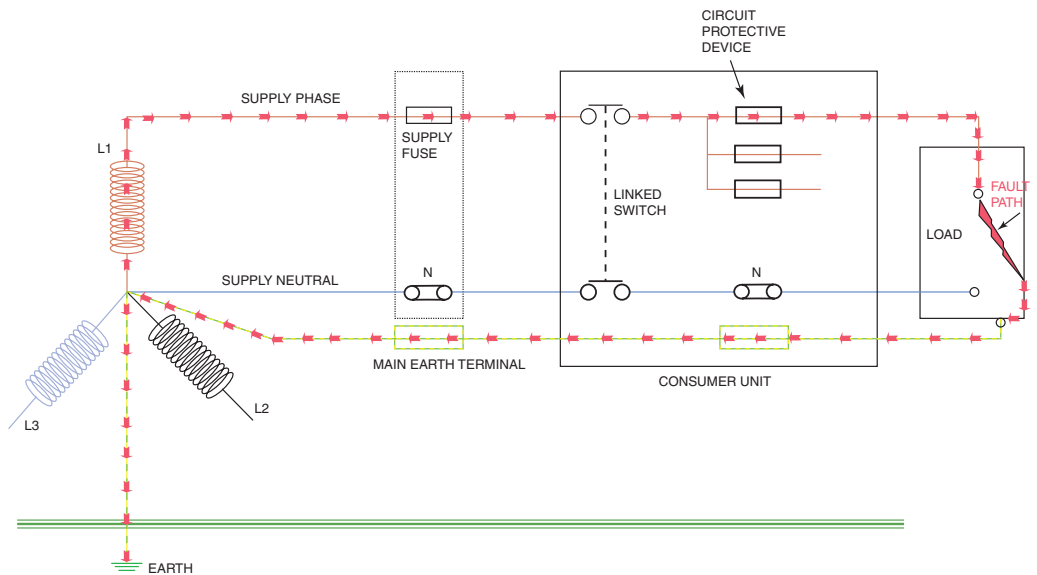 CIRCUIT
PROTECTIVE
DEVICE
SUPPLY PHASE
SUPPLY
FUSE
L1
LINKED
SWITCH
FAULT
PATH
LOAD
SUPPLY NEUTRAL
N
N
MAIN EARTH TERMINAL
CONSUMER UNIT
L2
L3
EARTH